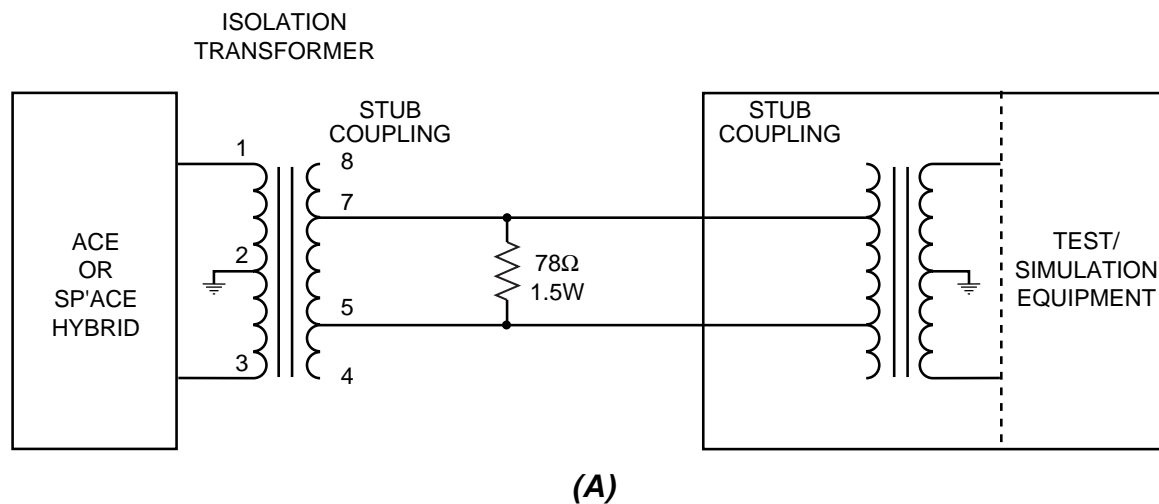 ISOLATION
TRANSFORMER
STUB
COUPLING
STUB
COUPLING
1
8
7
ACE
OR
SP'ACE
HYBRID
2
78Ω
1.5W
TEST/
SIMULATION
EQUIPMENT
5
3
4
(A)